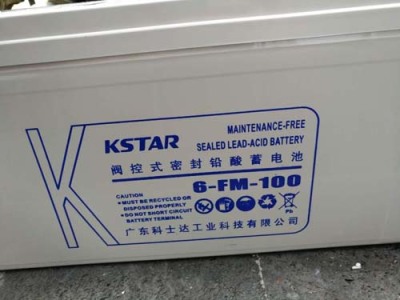 K
KSTAR
MAINTENANCE-FREE
SEALED LEAD-ACID BATTERY
阀控式密封铅酸蓄电池
6-FM-100
CAUTION
● MUST BE RECYCLED OR
DISPOSED PROPERLY
● DO NOT SHORT CIRCUIT
BATTERY TERMINAL
Pb
广东科士达工业科技有限公司